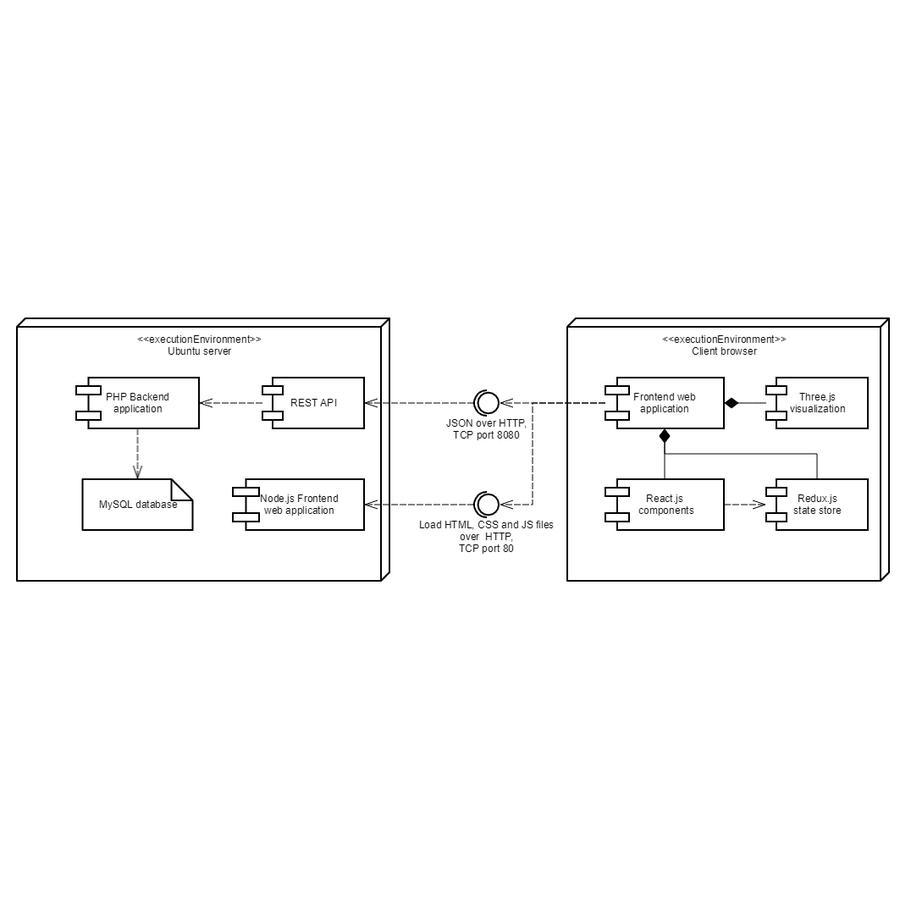 <<executionEnvironment>>
Ubuntu server
PHP Backend
application
REST API
MySQL database
Node.js Frontend
web application
JSON over HTTP,
TCP port 8080
Load HTML, CSS and JS files
over HTTP,
TCP port 80
<<executionEnvironment>>
Client browser
Frontend web
application
Three.js
visualization
React.js
components
Redux.js
state store